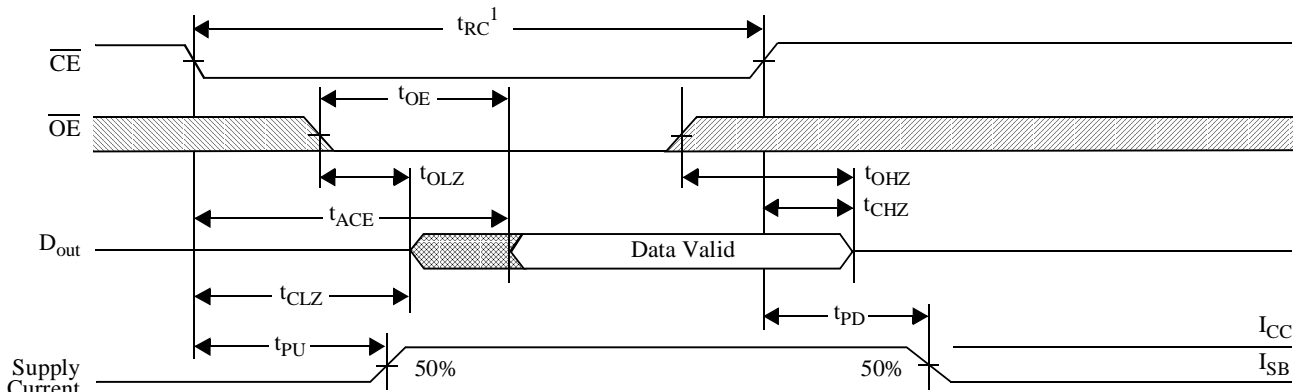 tRC1
CE
tOE
OE
tOLZ
tOHZ
tACE
tCHZ
Dout
Data Valid
tCLZ
tPD
ICC
tPU
Supply
Current
50%
50%
ISB